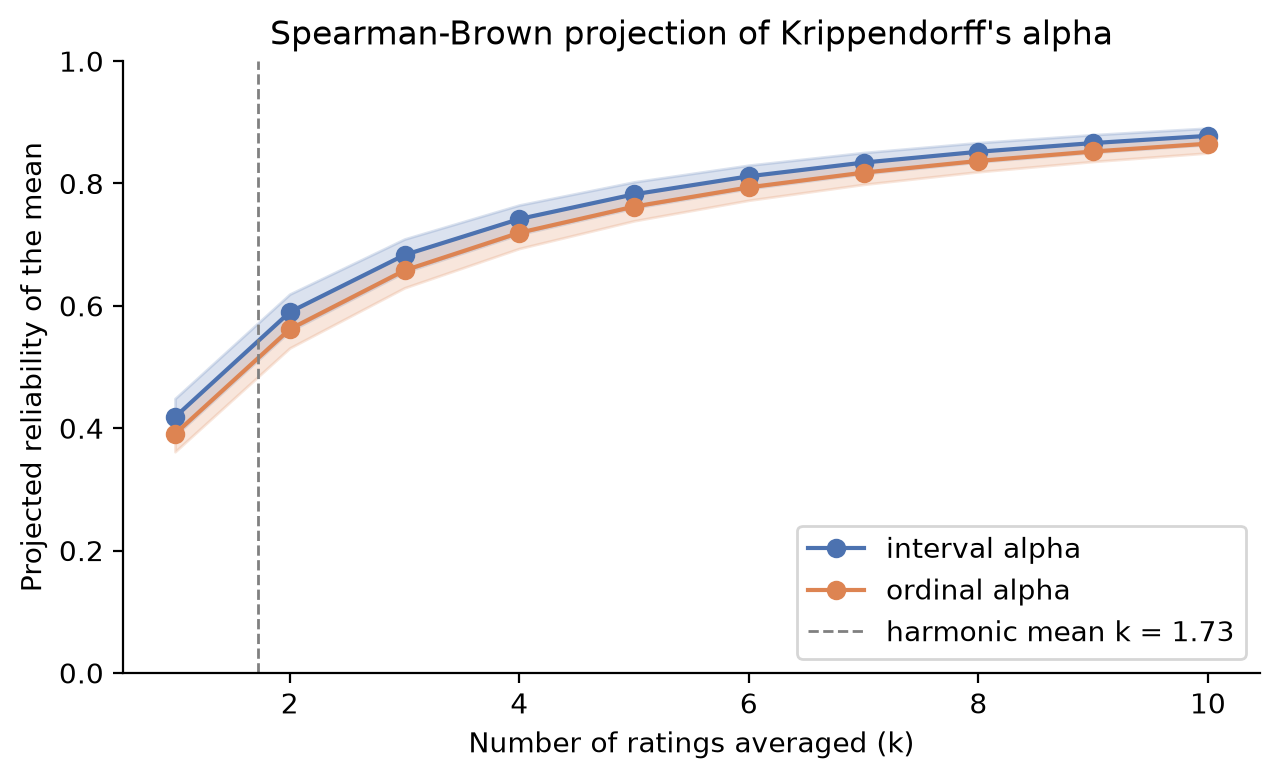 Spearman-Brown projection of Krippendorff's alpha
Projected reliability of the mean
1.0
0.8
0.6
0.4
0.2
0.0
interval alpha
ordinal alpha
harmonic mean k = 1.73
2 4 6 8 10
Number of ratings averaged (k)